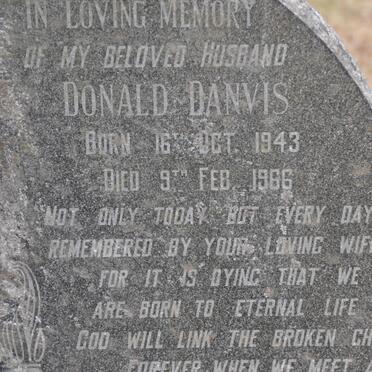 IN LOVING MEMORY
OF MY BELOVED HUSBAND
DONALD DANVIS
BORN 16TH OCT. 1943
DIED 9TH FEB. 1966
NOT ONLY TODAY BUT EVERY DAY
REMEMBERED BY YOUR LOVING WIFE
FOR IT IS DYING THAT WE
ARE BORN TO ETERNAL LIFE
GOD WILL LINK THE BROKEN CH
FOREVER WHEN WE MEET A